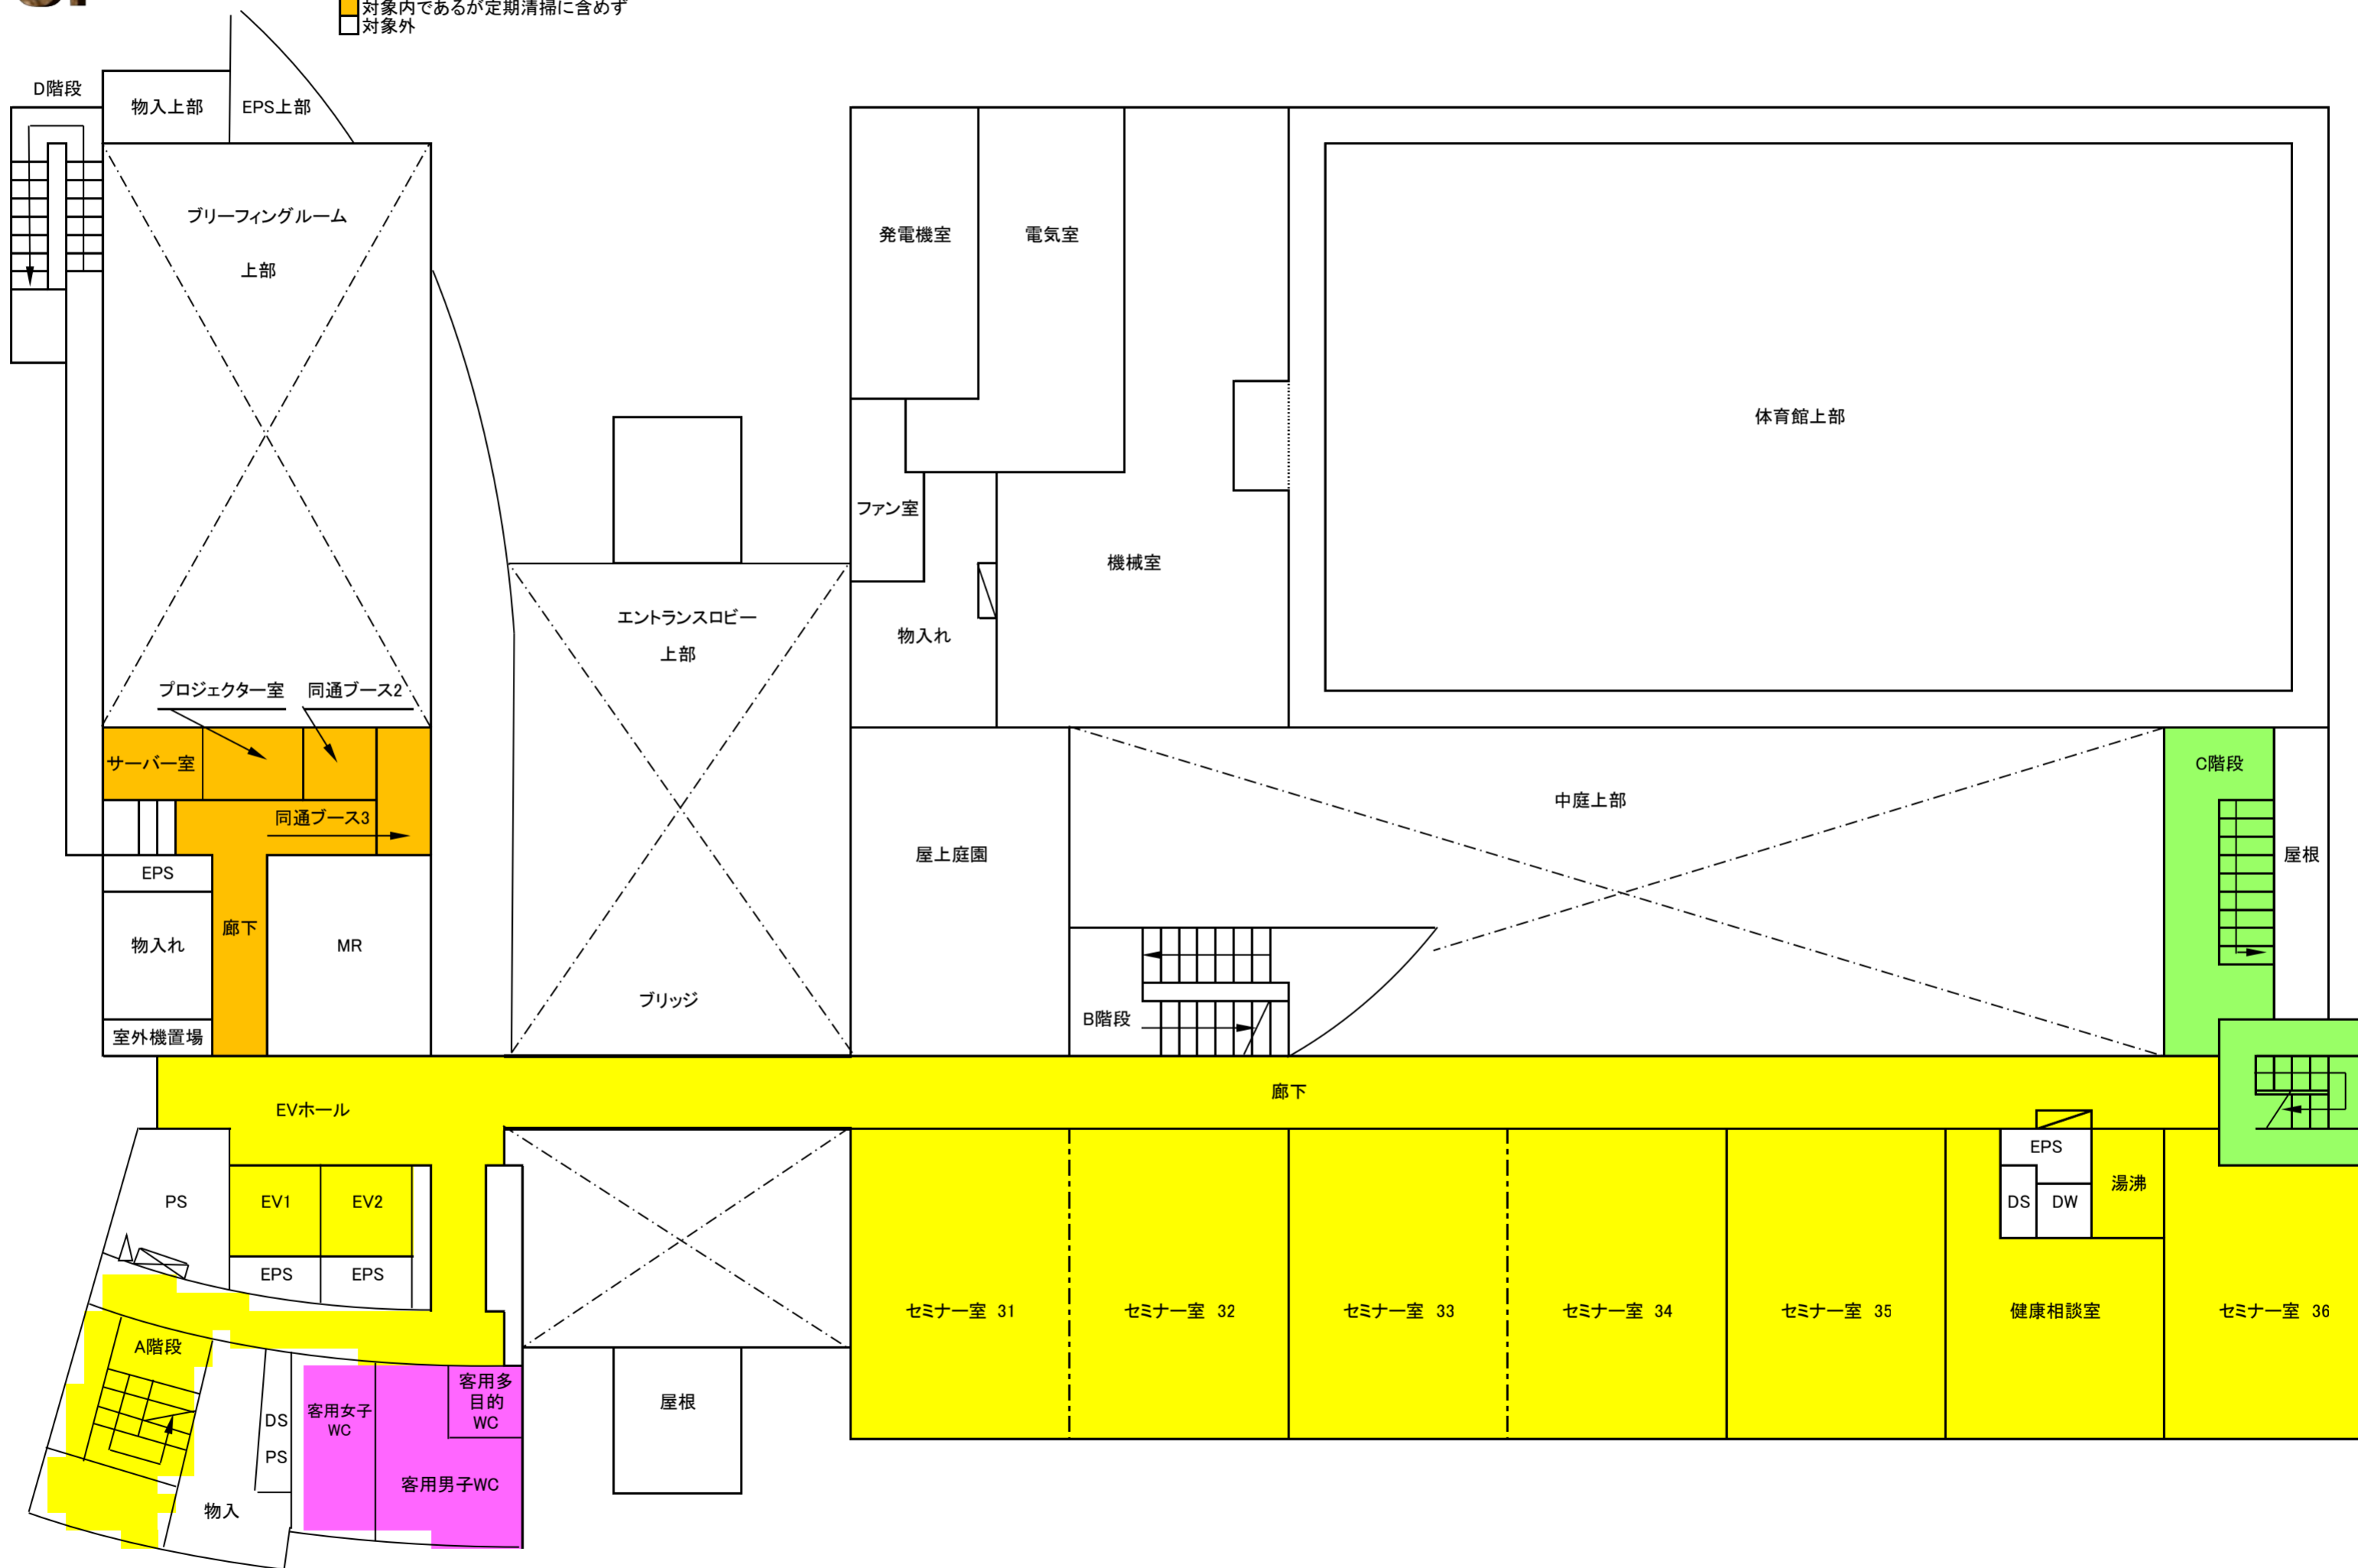 対象内であるが定期清掃に含めず
対象外
D階段
物入上部
EPS上部
ブリーフィングルーム
上部
発電機室
電気室
体育館上部
ファン室
機械室
エントランスロビー
上部
物入れ
プロジェクター室
同通ブース2
サーバー室
C階段
中庭上部
同通ブース3
屋上庭園
屋根
EPS
廊下
物入れ
MR
ブリッジ
B階段
室外機置場
廊下
EVホール
EPS
PS
EV1
EV2
DS
DW
湯沸
EPS
EPS
セミナー室 31
セミナー室 32
セミナー室 33
セミナー室 34
セミナー室 35
健康相談室
セミナー室 36
A階段
客用多
目的
WC
屋根
客用女子
WC
DS
PS
客用男子WC
物入